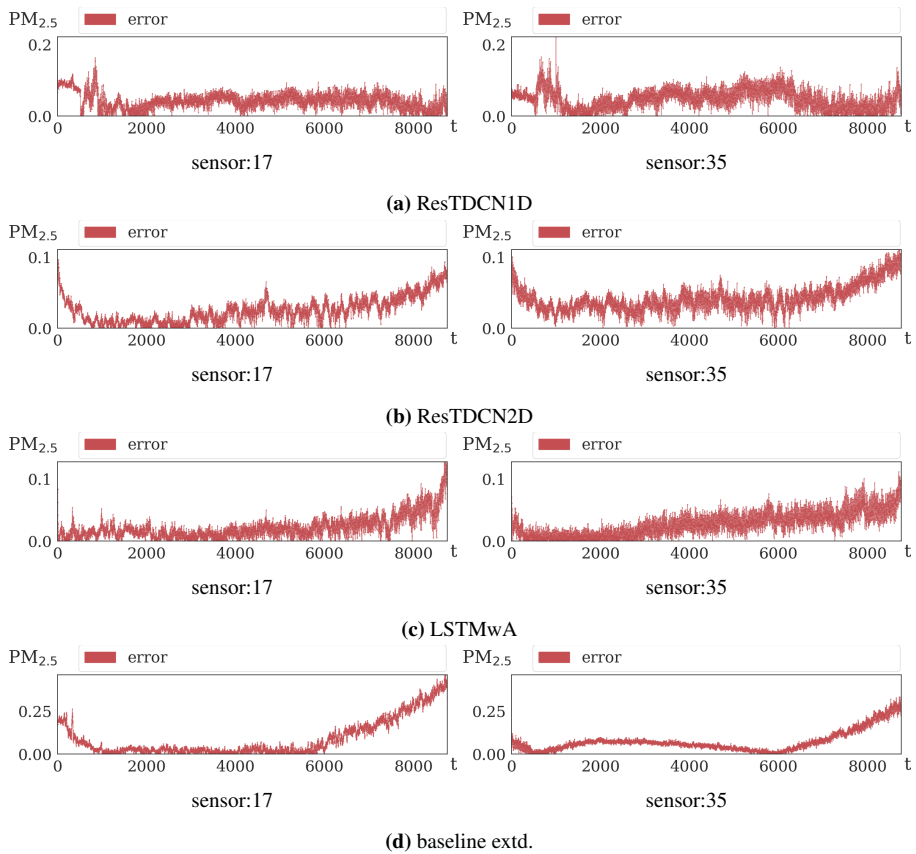 PM2.5 error PM2.5 error
0.2 0.2
0.0 0.0
0 2000 4000 6000 8000 t 0 2000 4000 6000 8000 t
sensor:17 sensor:35
(a) ResTDCN1D
PM2.5 error PM2.5 error
0.1 0.1
0.0 0.0
0 2000 4000 6000 8000 t 0 2000 4000 6000 8000 t
sensor:17 sensor:35
(b) ResTDCN2D
PM2.5 error PM2.5 error
0.1 0.1
0.0 0.0
0 2000 4000 6000 8000 t 0 2000 4000 6000 8000 t
sensor:17 sensor:35
(c) LSTMwA
PM2.5 error PM2.5 error
0.25 0.25
0.00 0.00
0 2000 4000 6000 8000 t 0 2000 4000 6000 8000 t
sensor:17 sensor:35
(d) baseline extd.